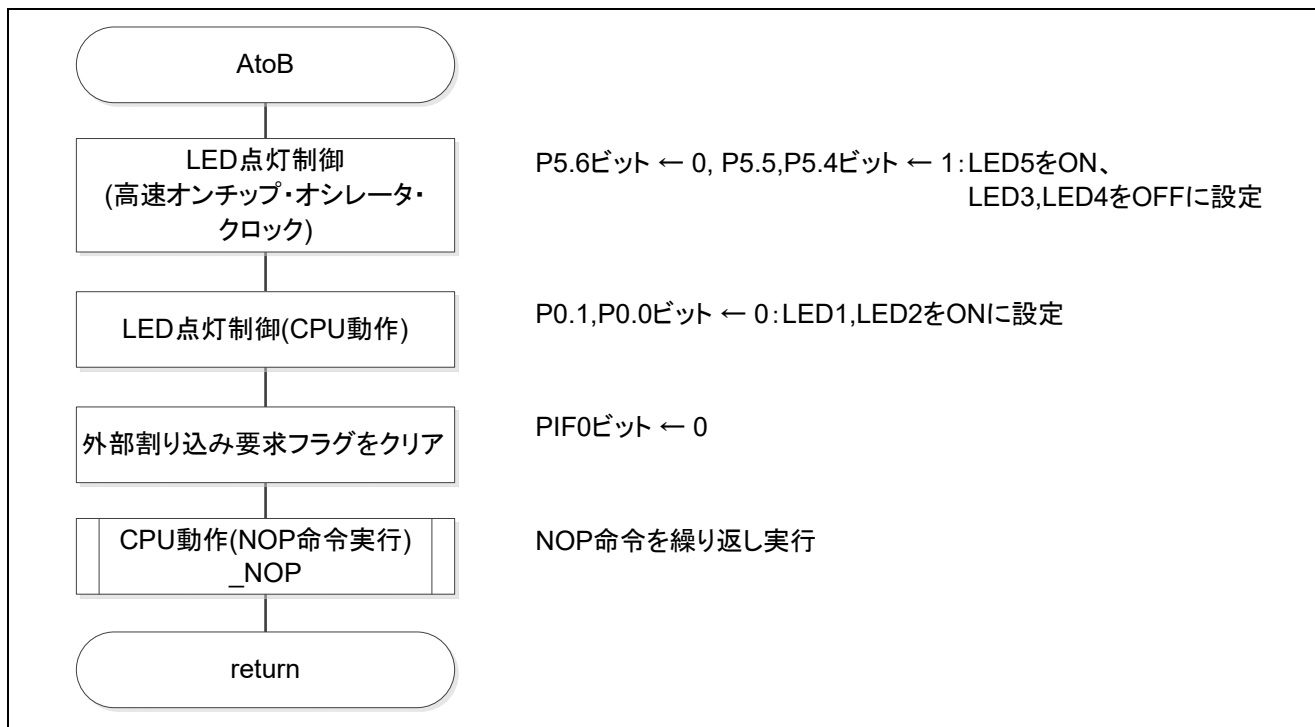 AtoB
LED点灯制御
(高速オンチップ・オシレータ・
クロック)
P5.6ビット ← 0, P5.5,P5.4ビット ← 1：LED5をON、
LED3,LED4をOFFに設定
LED点灯制御(CPU動作)
P0.1,P0.0ビット ← 0：LED1,LED2をONに設定
外部割り込み要求フラグをクリア
PIF0ビット ← 0
CPU動作(NOP命令実行)
_NOP
NOP命令を繰り返し実行
return